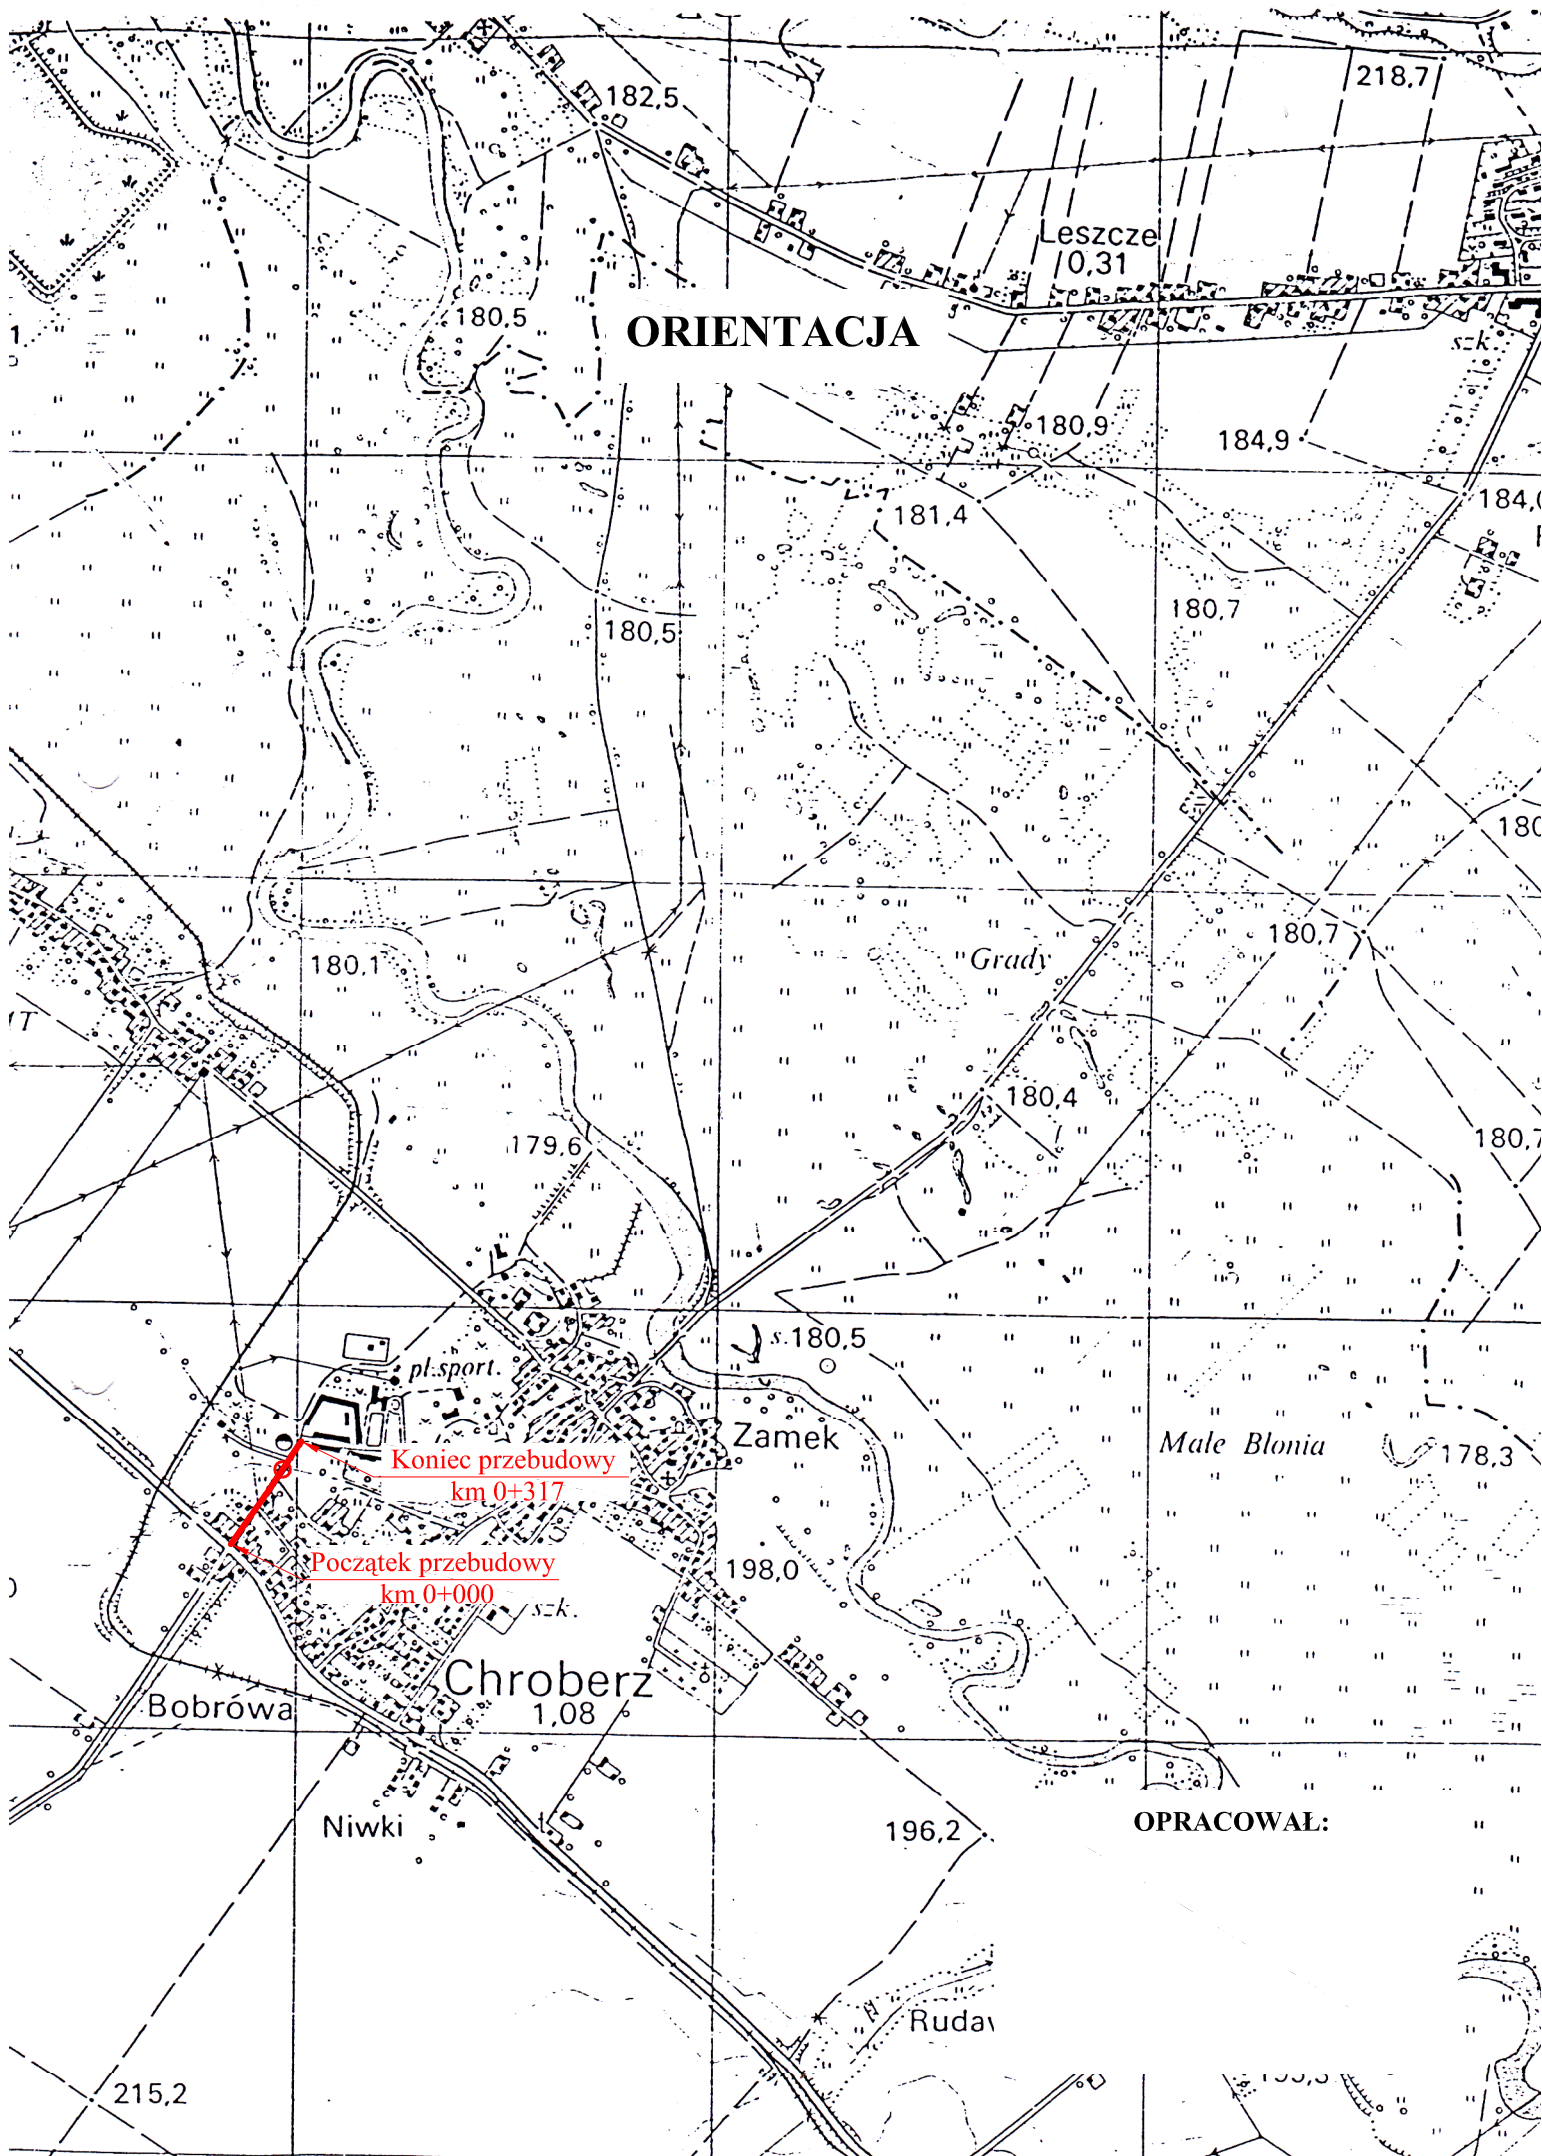 182,5
218,7
Leszcze
0,31
180,5
ORIENTACJA
szk.
180,9
184,9
181,4
184,0
180,7
180,5
180
180,7
Grady
180,1
180,4
179,6
180,7
s.180,5
pl.sport.
Zamek
Małe Błonia
178,3
Koniec przebudowy
km 0+317
Początek przebudowy
km 0+000
198,0
szk.
Chroberz
1,08
Bobrówa
Niwki
196,2
OPRACOWAŁ:
215,2